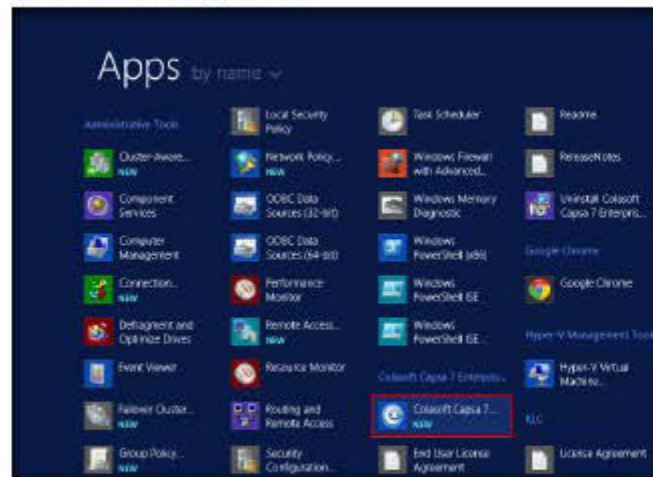 Apps by name
Administrative Tools
Cluster-Aware...
NEW
Component
Services
Computer
Management
Connection...
NEW
Defragment and
Optimize Drives
Event Viewer
Failover Cluster...
NEW
Group Policy...
NEW
Local Security
Policy
Network Policy...
NEW
ODBC Data
Sources (32-bit)
ODBC Data
Sources (64-bit)
Performance
Monitor
Remote Access...
NEW
Resource Monitor
Routing and
Remote Access
Security
Configuration...
Task Scheduler
Windows Firewall
with Advanced...
Windows Memory
Diagnostic
Windows
PowerShell (x86)
Windows
PowerShell ISE
Windows
PowerShell ISE...
Colasoft Capsa 7 Enterpris...
Colasoft Capsa 7...
NEW
End User License
Agreement
Readme
ReleaseNotes
Uninstall Colasoft
Capsa 7 Enterpris...
Google Chrome
Google Chrome
Hyper-V Management Tools
Hyper-V Virtual
Machine...
KLC
License Agreement